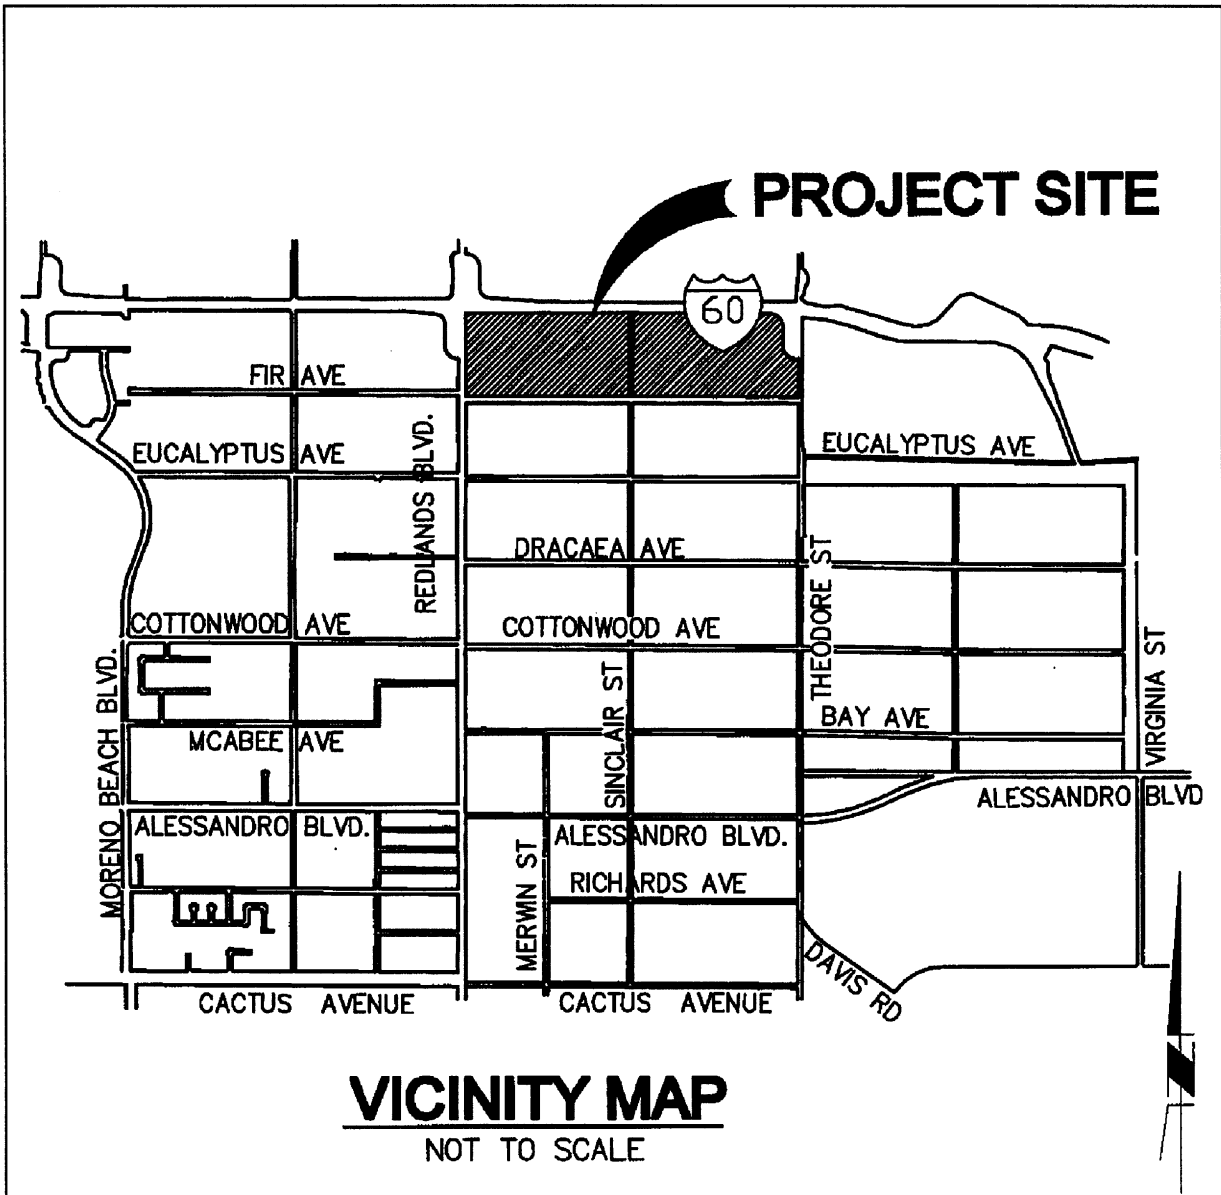 PROJECT SITE
60
FIR AVE
EUCALYPTUS AVE
EUCALYPTUS AVE
REDLANDS BLVD.
DRACAEA AVE
THEODORE ST
COTTONWOOD AVE
COTTONWOOD AVE
VIRGINIA ST
MORENO BEACH BLVD.
SINCLAIR ST
BAY AVE
MCABEE AVE
ALESSANDRO BLVD
ALESSANDRO BLVD.
ALESSANDRO BLVD.
MERWIN ST
RICHARDS AVE
DAVIS RD
CACTUS AVENUE
CACTUS AVENUE
N
VICINITY MAP
NOT TO SCALE